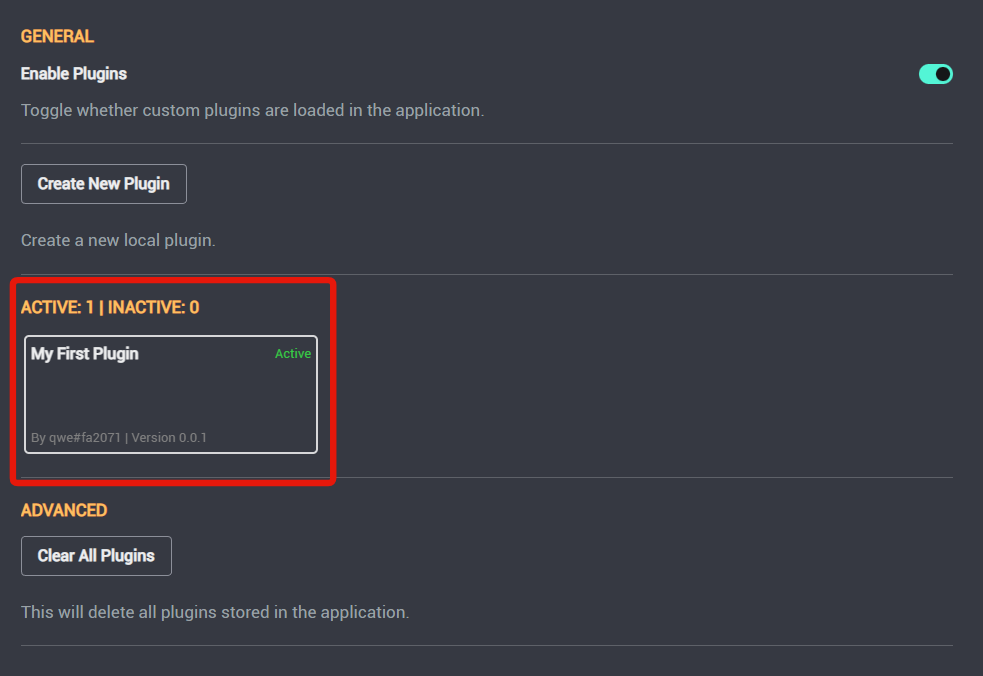 GENERAL
Enable Plugins
Toggle whether custom plugins are loaded in the application.
Create New Plugin
Create a new local plugin.
ACTIVE: 1 | INACTIVE: 0
My First Plugin Active
By qwe#fa2071 | Version 0.0.1
ADVANCED
Clear All Plugins
This will delete all plugins stored in the application.